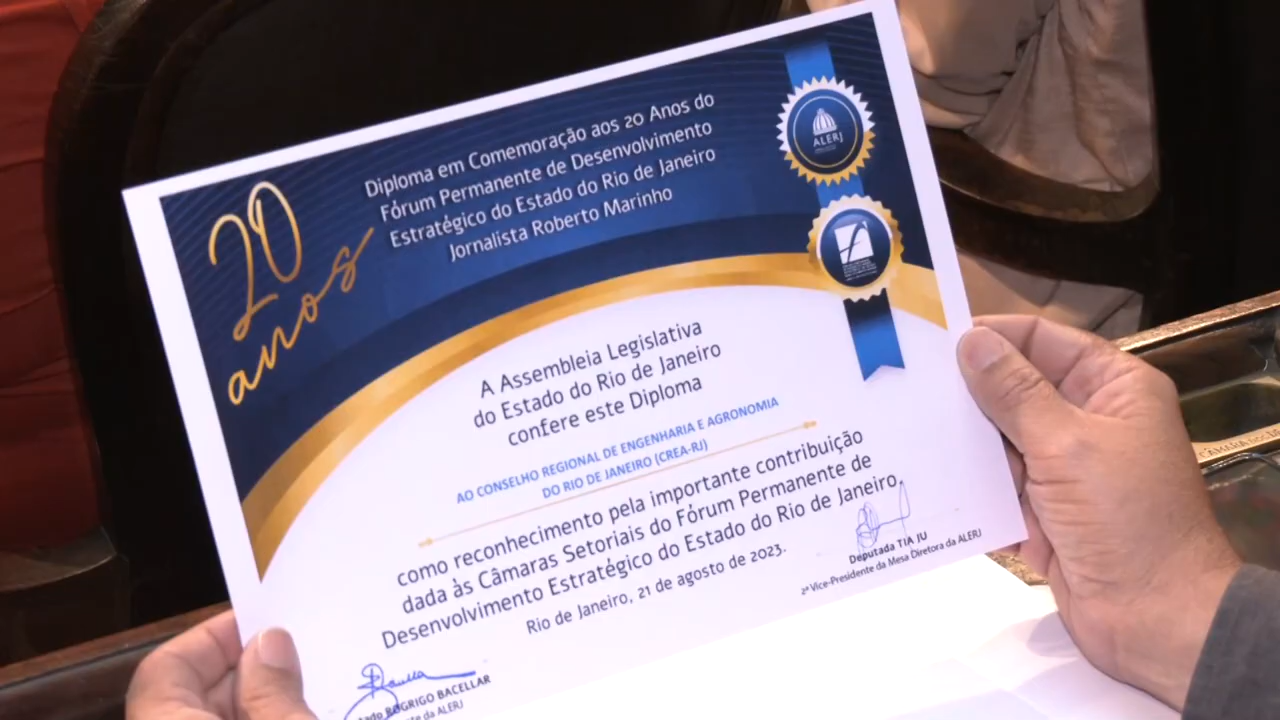 20
anos
Diploma em Comemoração aos 20 Anos do
Fórum Permanente de Desenvolvimento
Estratégico do Estado do Rio de Janeiro
Jornalista Roberto Marinho
ALERJ
A Assembleia Legislativa
do Estado do Rio de Janeiro
confere este Diploma
AO CONSELHO REGIONAL DE ENGENHARIA E AGRONOMIA
DO RIO DE JANEIRO (CREA-RJ)
como reconhecimento pela importante contribuição
dada às Câmaras Setoriais do Fórum Permanente de
Desenvolvimento Estratégico do Estado do Rio de Janeiro.
Rio de Janeiro, 21 de agosto de 2023.
Deputada TIA JU
2ª Vice-Presidente da Mesa Diretora da ALERJ
ROGRIGO BACELLAR
da ALERJ
CÂMARA